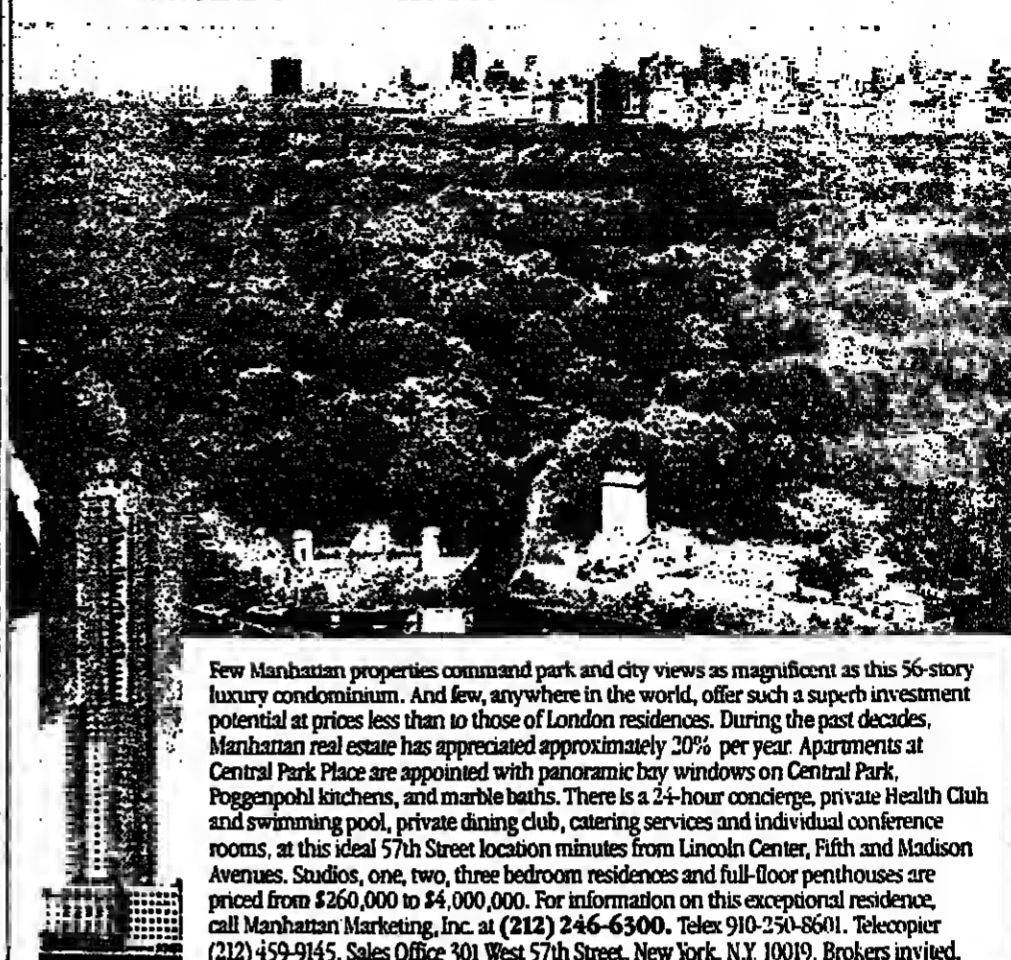 Few Manhattan properties command park and city views as magnificent as this 56-story
luxury condominium. And few, anywhere in the world, offer such a superb investment
potential at prices less than to those of London residences. During the past decades,
Manhattan real estate has appreciated approximately 20% per year. Apartments at
Central Park Place are appointed with panoramic bay windows on Central Park,
Poggenpohl kitchens, and marble baths. There is a 24-hour concierge, private Health Club
and swimming pool, private dining club, catering services and individual conference
rooms, at this ideal 57th Street location minutes from Lincoln Center, Fifth and Madison
Avenues. Studios, one, two, three bedroom residences and full-floor penthouses are
priced from $260,000 to $4,000,000. For information on this exceptional residence,
call Manhattan Marketing, Inc. at (212) 246-6300. Telex 910-250-8601. Telecopier
(212) 459-9145. Sales Office 301 West 57th Street, New York, N.Y. 10019. Brokers invited.